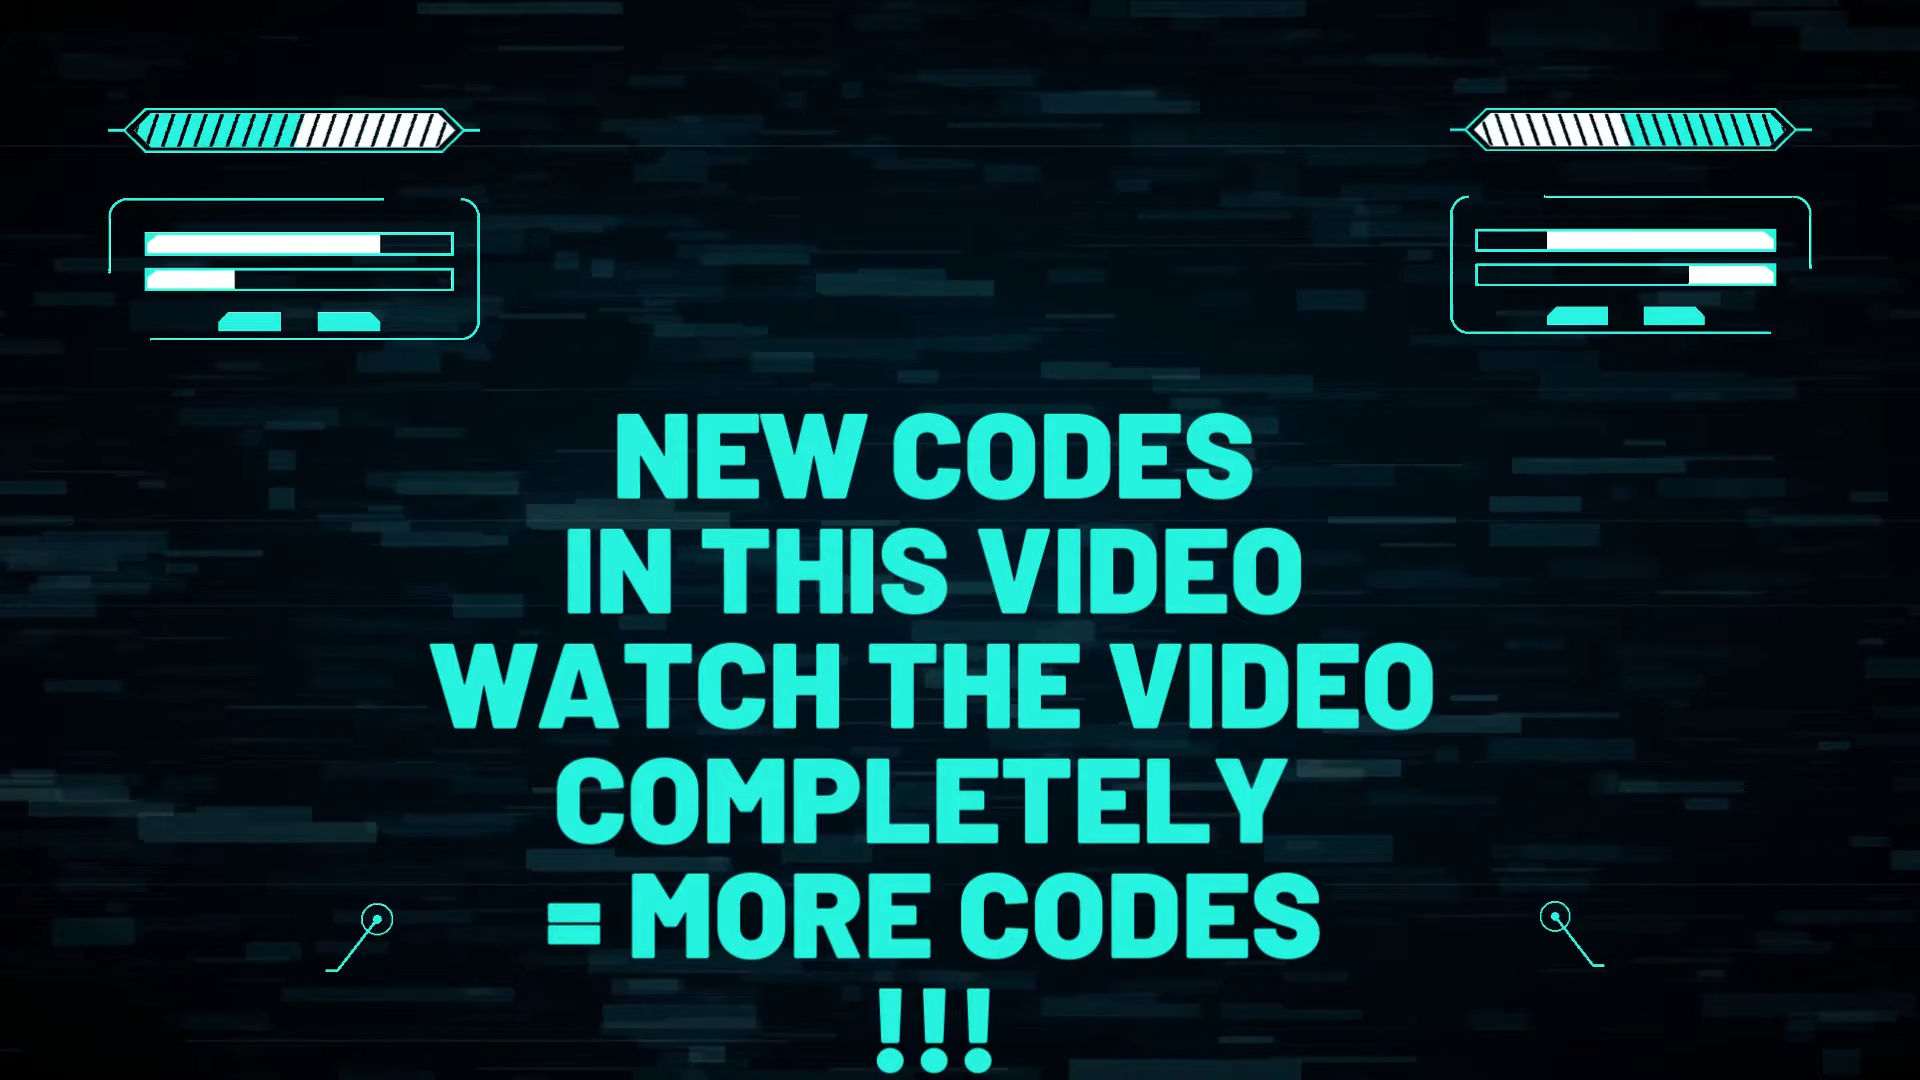 NEW CODES
IN THIS VIDEO
WATCH THE VIDEO
COMPLETELY
= MORE CODES
!!!